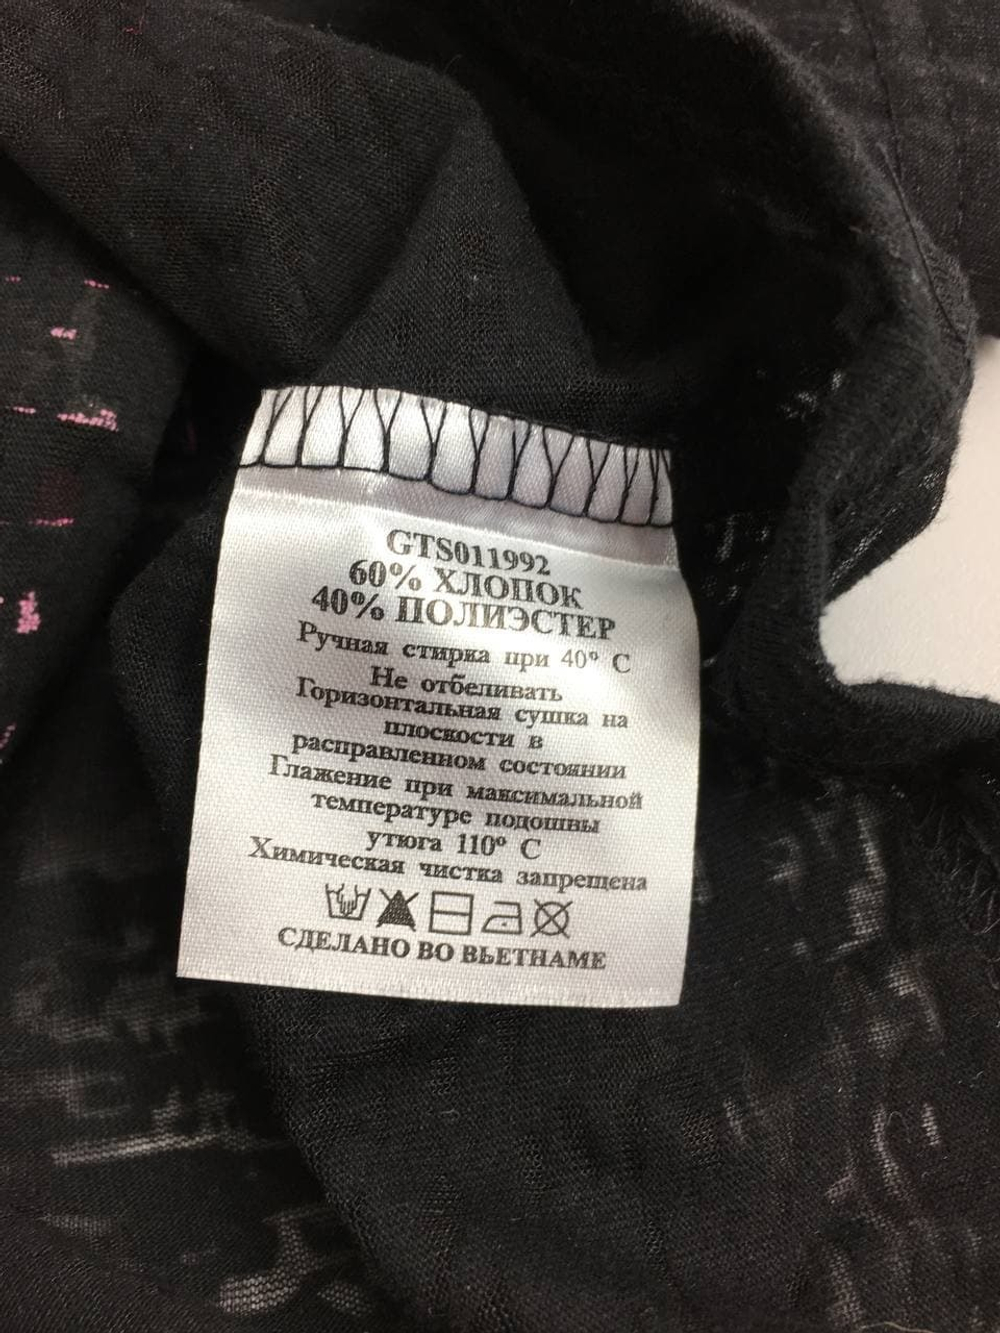 GTS011992
60% ХЛОПОК
40% ПОЛИЭСТЕР
Ручная стирка при 40° С
Не отбеливать
Горизонтальная сушка на
плоскости в
расправленном состоянии
Глажение при максимальной
температуре подошвы
утюга 110° С
Химическая чистка запрещена
СДЕЛАНО ВО ВЬЕТНАМЕ